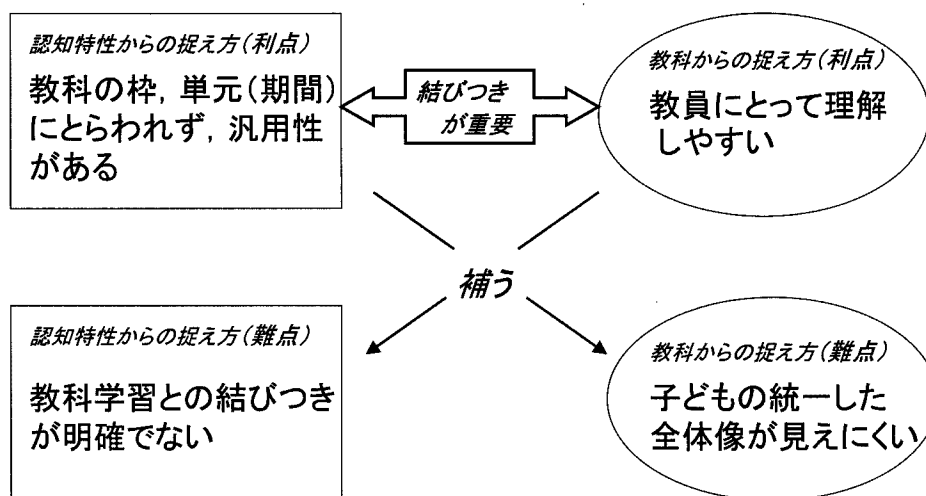 認知特性からの捉え方(利点)
教科の枠,単元(期間)
にとらわれず,汎用性
がある
結びつき
が重要
教科からの捉え方(利点)
教員にとって理解
しやすい
補う
認知特性からの捉え方(難点)
教科学習との結びつき
が明確でない
教科からの捉え方(難点)
子どもの統一した
全体像が見えにくい